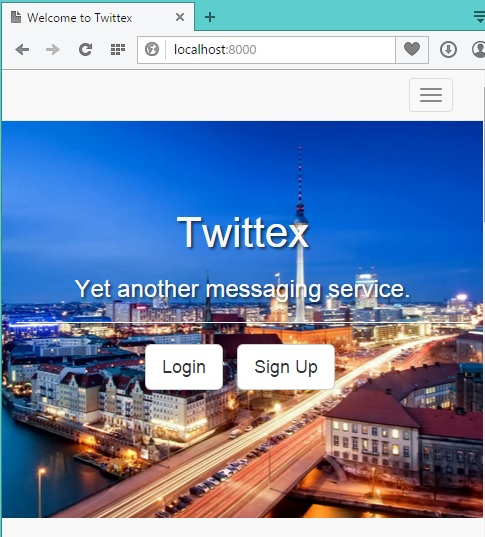 Welcome to Twittex
localhost:8000
Twittex
Yet another messaging service.
Login
Sign Up